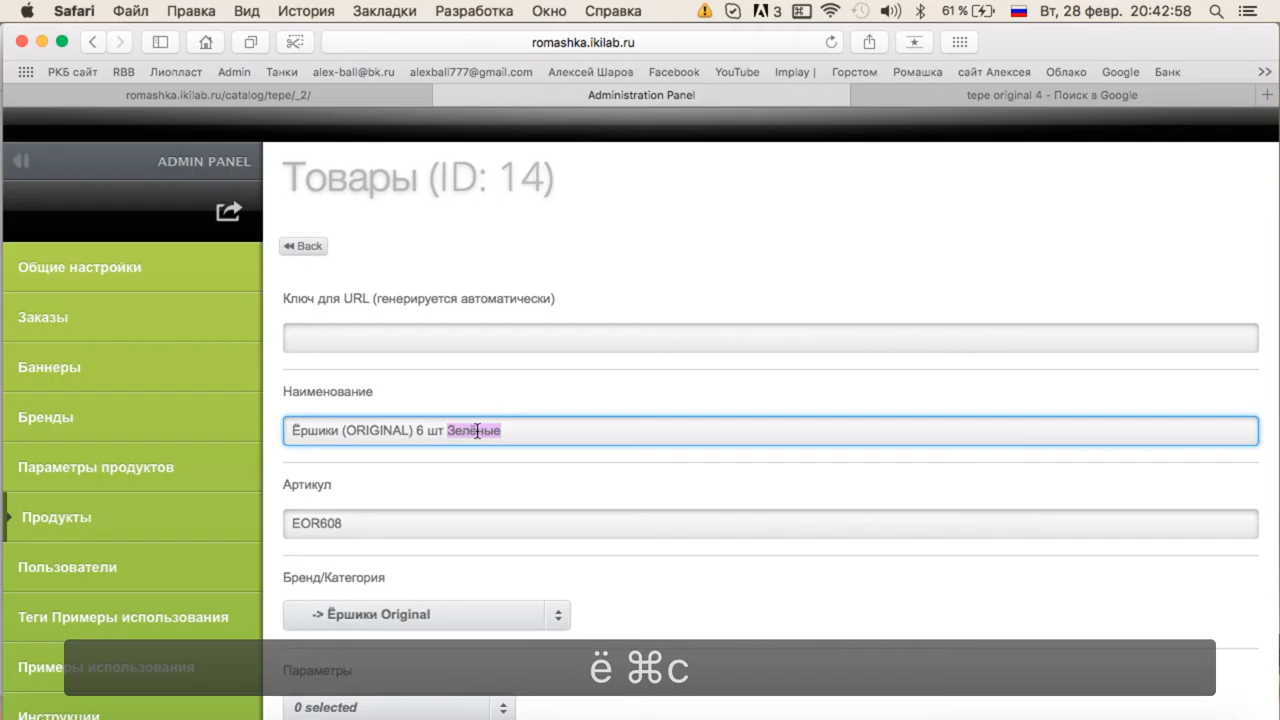 Safari Файл Правка Вид История Закладки Разработка Окно Справка 3 61 % Вт, 28 февр. 20:42:58
romashka.ikilab.ru
РКБ сайт RBB Лиопласт Admin Танки alex-ball@bk.ru alexball777@gmail.com Алексей Шаров Facebook YouTube Implay | Горстом Ромашка сайт Алексея Облако Google Банк
romashka.ikilab.ru/catalog/tepe/_2/ Administration Panel tepe original 4 - Поиск в Google
ADMIN PANEL
Товары (ID: 14)
Back
Общие настройки
Заказы
Баннеры
Бренды
Параметры продуктов
Продукты
Пользователи
Теги Примеры использования
Примеры использования
Инструкции
Ключ для URL (генерируется автоматически)
Наименование
Ёршики (ORIGINAL) 6 шт Зелёные
Артикул
EOR608
Бренд/Категория
-> Ёршики Original
Параметры
0 selected
ё ⌘c